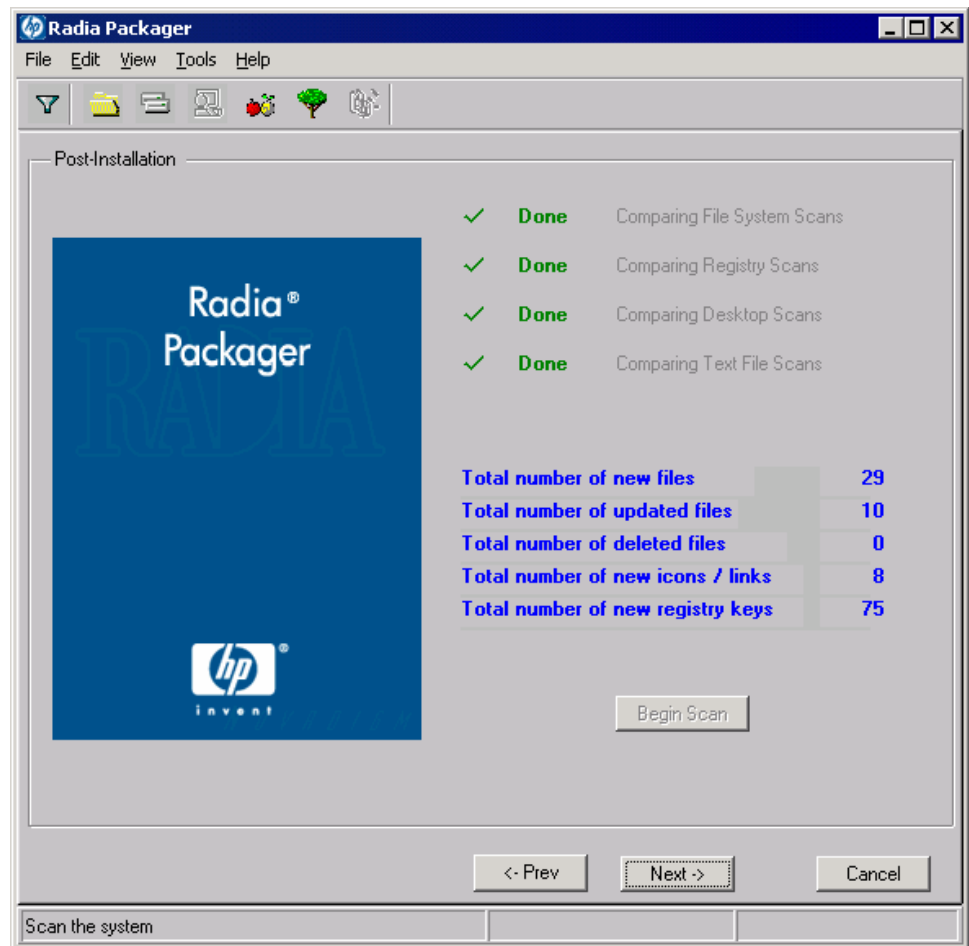 Radia Packager
File Edit View Tools Help
Post-Installation
Done Comparing File System Scans
Done Comparing Registry Scans
Done Comparing Desktop Scans
Done Comparing Text File Scans
Radia®
Packager
RADIA
hp®
invent
Total number of new files 29
Total number of updated files 10
Total number of deleted files 0
Total number of new icons / links 8
Total number of new registry keys 75
Begin Scan
<- Prev Next -> Cancel
Scan the system